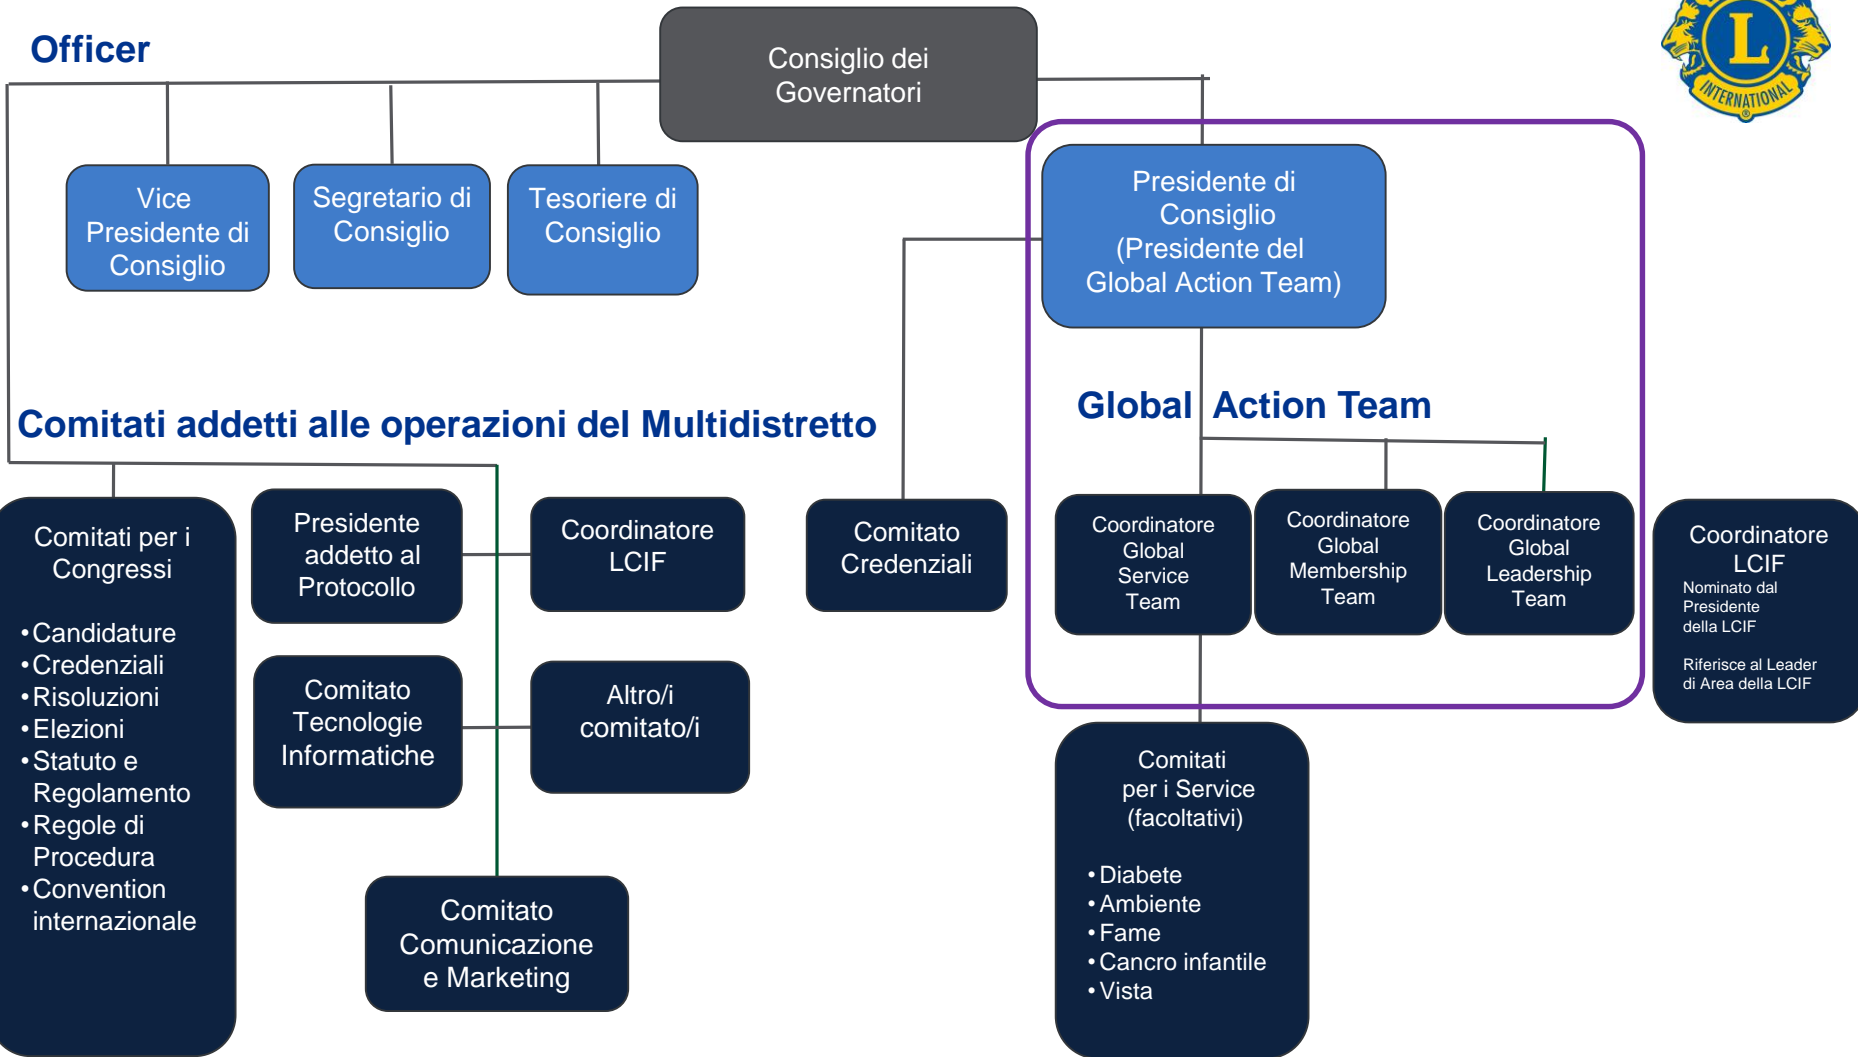 Officer
Consiglio dei
Governatori
L
INTERNATIONAL
®
Vice
Presidente di
Consiglio
Segretario di
Consiglio
Tesoriere di
Consiglio
Presidente di
Consiglio
(Presidente del
Global Action Team)
Comitati addetti alle operazioni del Multidistretto
Global Action Team
Comitati per i
Congressi
•Candidature
•Credenziali
•Risoluzioni
•Elezioni
•Statuto e
Regolamento
•Regole di
Procedura
•Convention
internazionale
Presidente
addetto al
Protocollo
Coordinatore
LCIF
Comitato
Tecnologie
Informatiche
Altro/i
comitato/i
Comitato
Comunicazione
e Marketing
Comitato
Credenziali
Coordinatore
Global
Service
Team
Coordinatore
Global
Membership
Team
Coordinatore
Global
Leadership
Team
Coordinatore
LCIF
Nominato dal
Presidente
della LCIF
Riferisce al Leader
di Area della LCIF
Comitati
per i Service
(facoltativi)
•Diabete
•Ambiente
•Fame
•Cancro infantile
•Vista